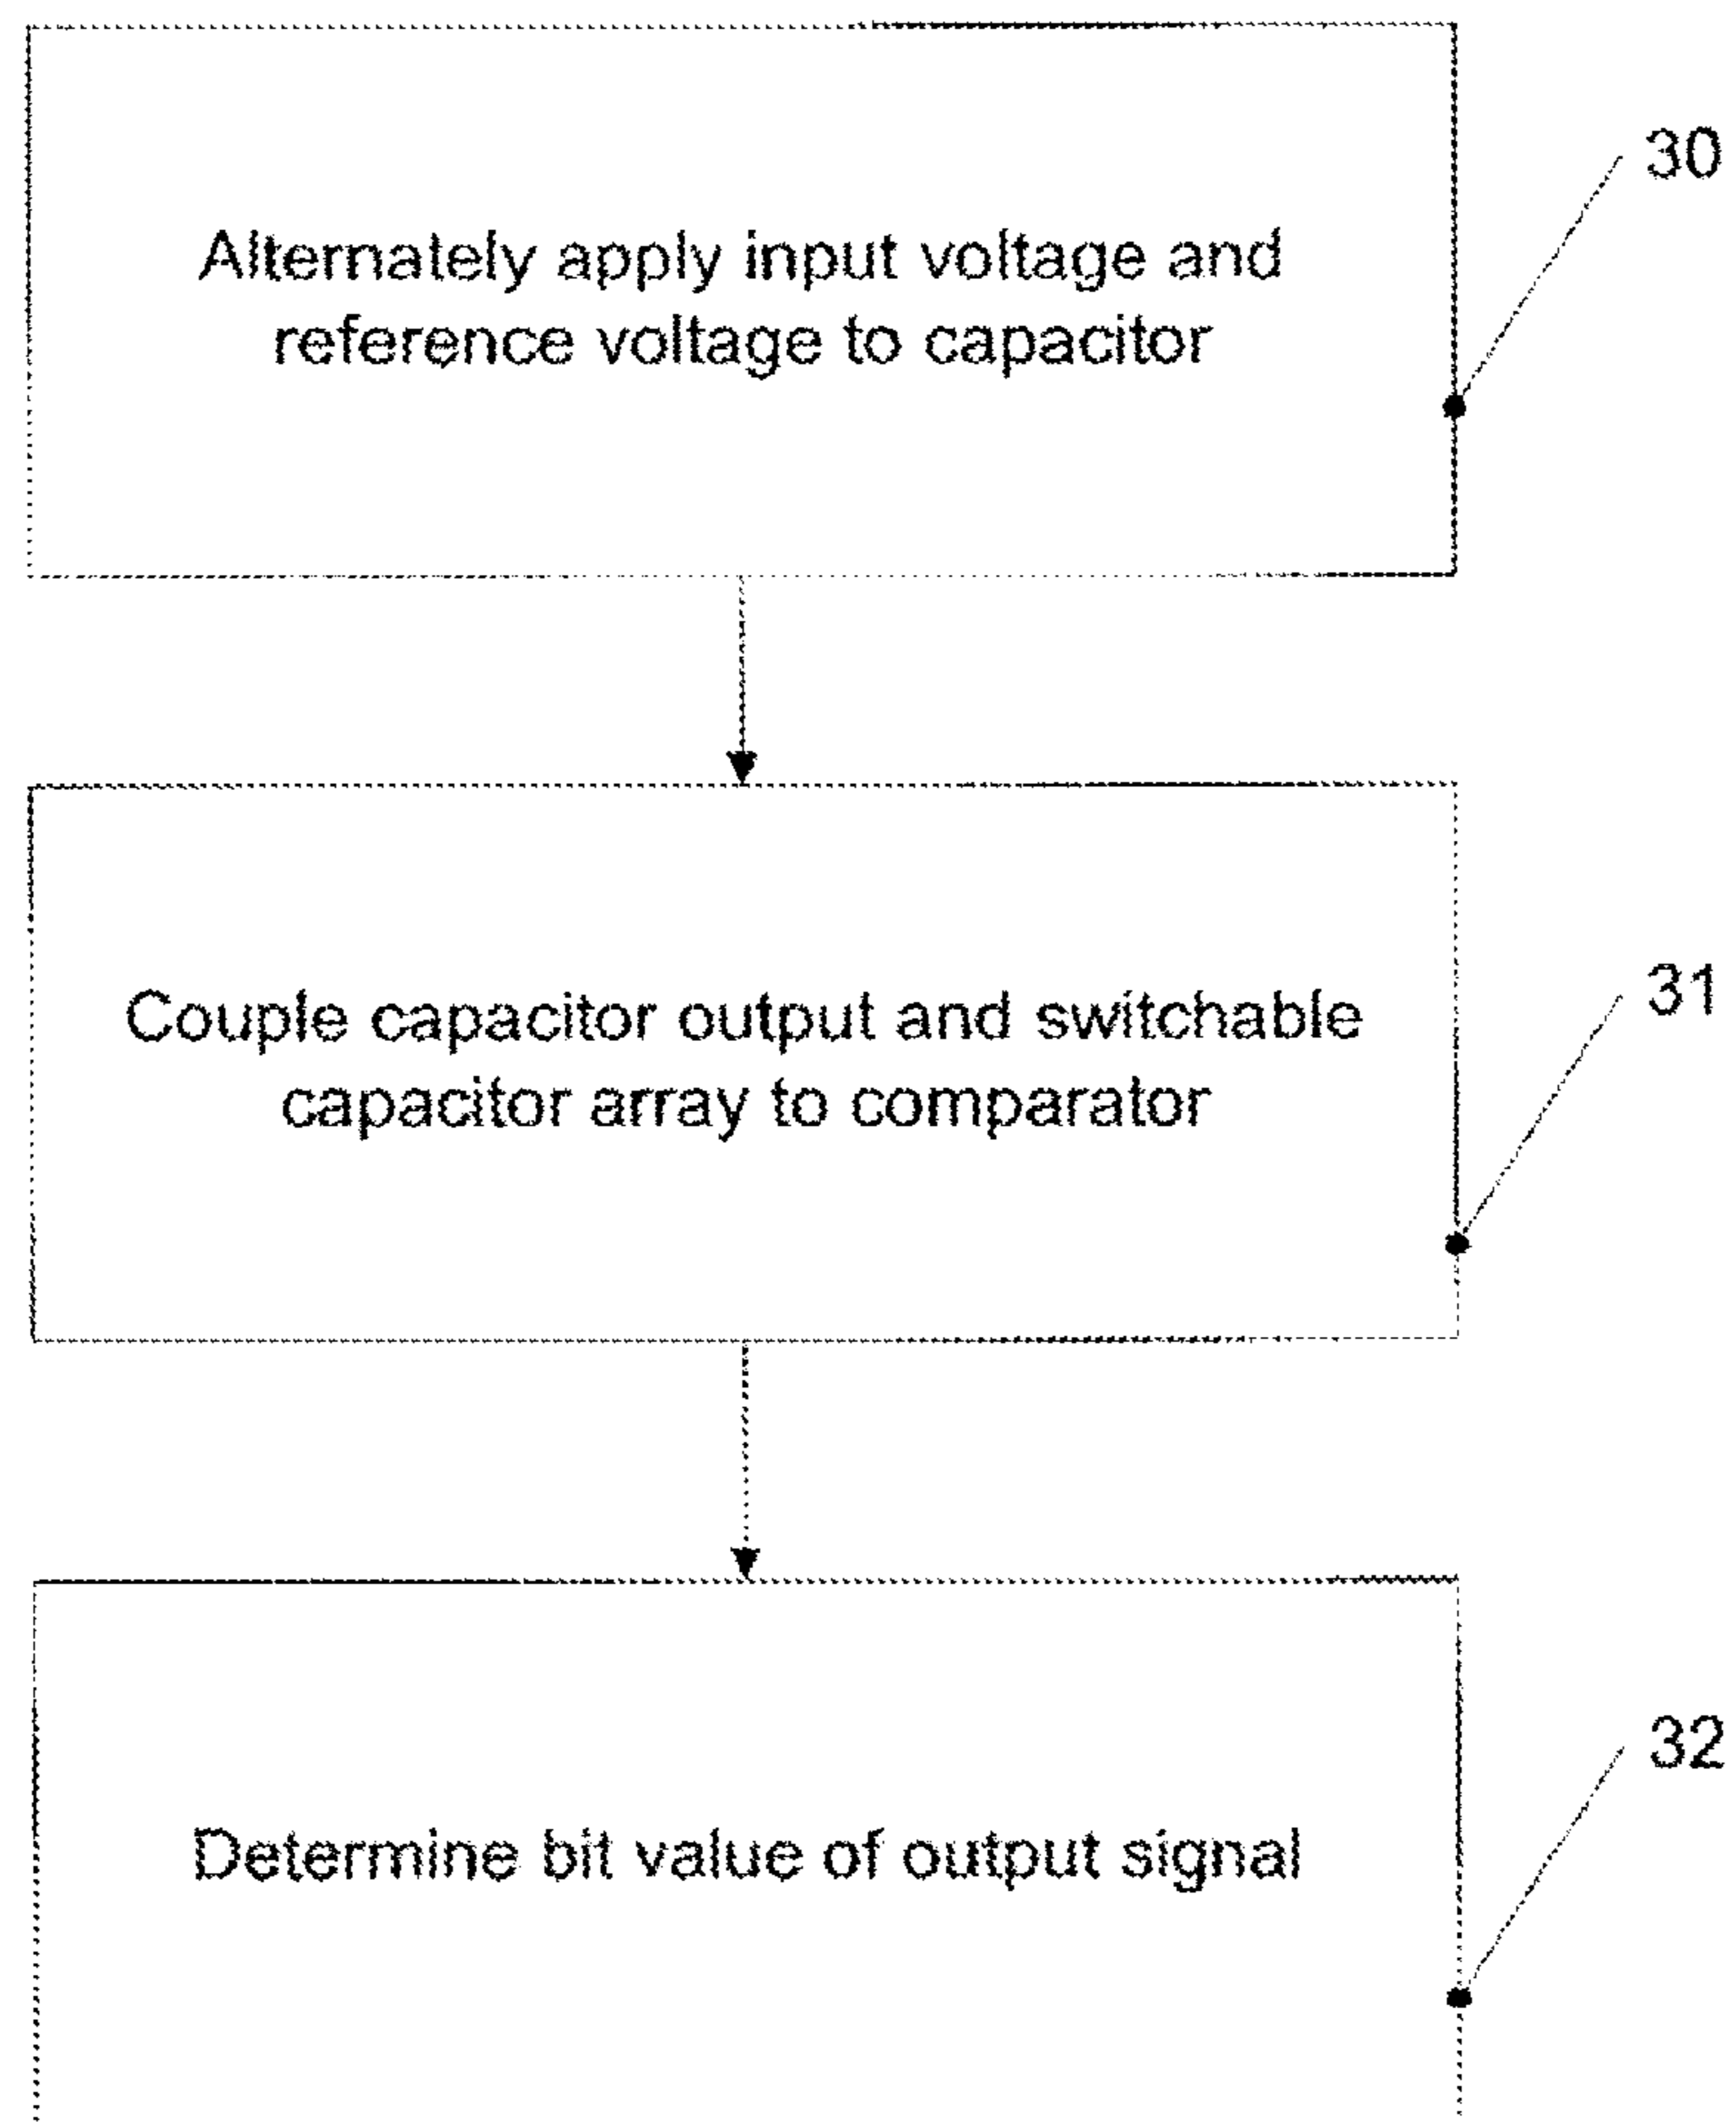 30
Alternately apply input voltage and
reference voltage to capacitor
31
Couple capacitor output and switchable
capacitor array to comparator
32
Determine bit value of output signal